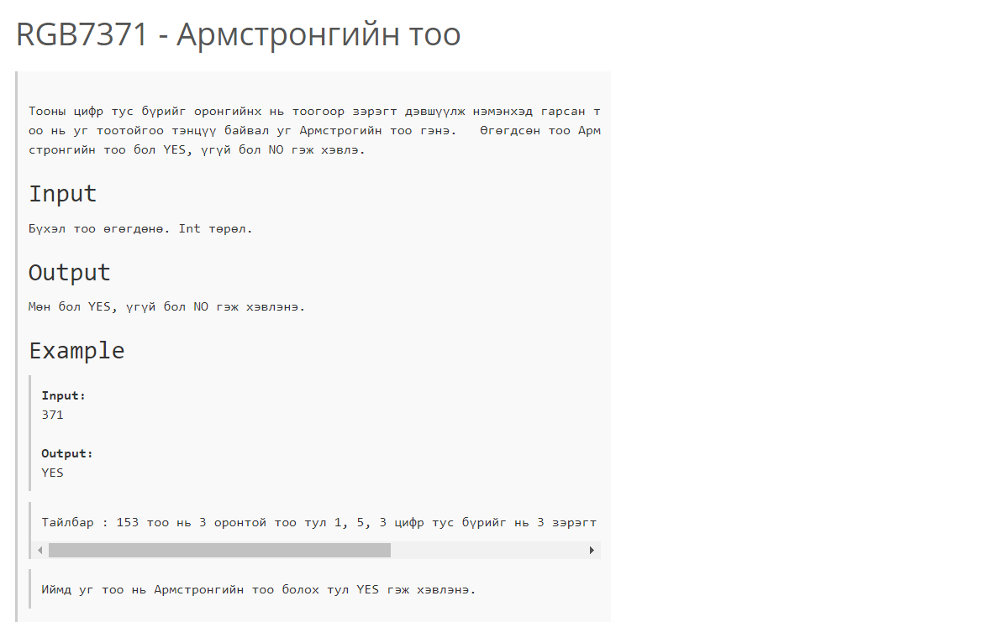 RGB7371 - Армстронгийн тоо
Тооны цифр тус бүрийг оронгийнх нь тоогоор зэрэгт дэвшүүлж нэмэнхэд гарсан т
оо нь уг тоотойгоо тэнцүү байвал уг Армстрогийн тоо гэнэ.   Өгөгдсөн тоо Арм
стронгийн тоо бол YES, үгүй бол NO гэж хэвлэ.
Input
Бүхэл тоо өгөгдөнө. Int төрөл.
Output
Мөн бол YES, үгүй бол NO гэж хэвлэнэ.
Example
Input:
371
Output:
YES
Тайлбар : 153 тоо нь 3 оронтой тоо тул 1, 5, 3 цифр тус бүрийг нь 3 зэрэгт
Иймд уг тоо нь Армстронгийн тоо болох тул YES гэж хэвлэнэ.